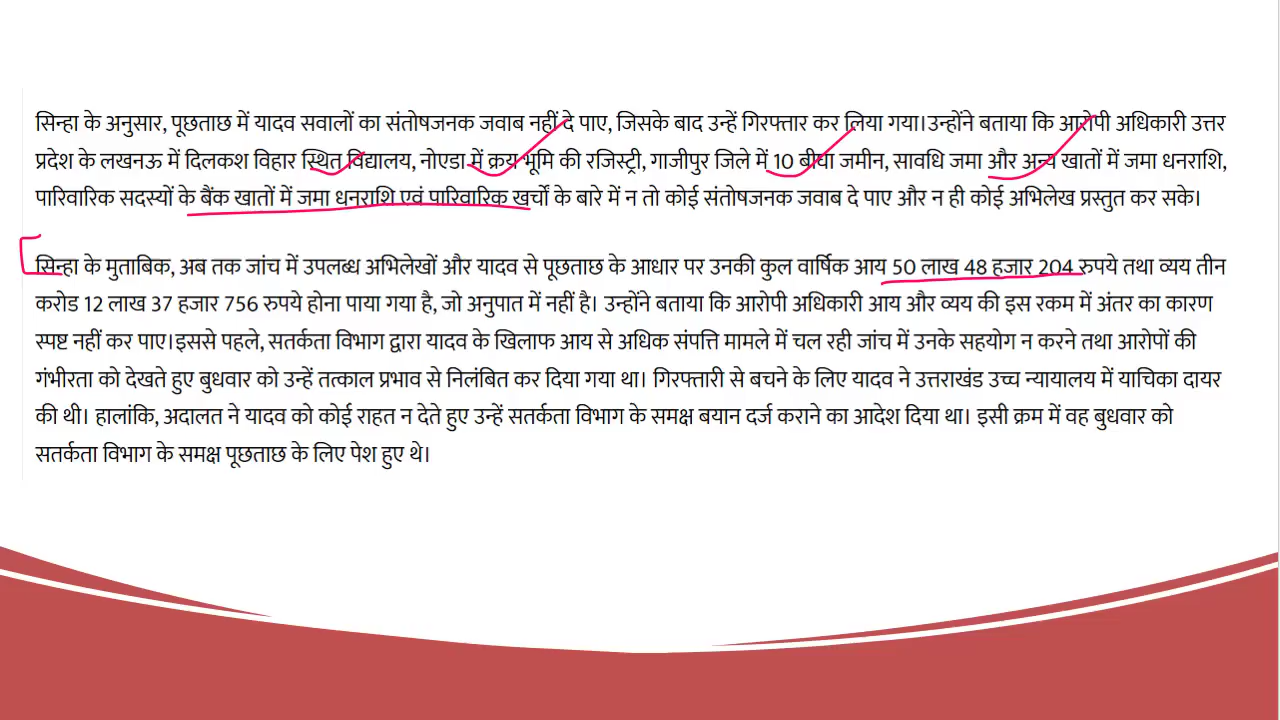 सिन्हा के अनुसार, पूछताछ में यादव सवालों का संतोषजनक जवाब नहीं दे पाए, जिसके बाद उन्हें गिरफ्तार कर लिया गया।उन्होंने बताया कि आरोपी अधिकारी उत्तर
प्रदेश के लखनऊ में दिलकश विहार स्थित विद्यालय, नोएडा में क्रय भूमि की रजिस्ट्री, गाजीपुर जिले में 10 बीघा जमीन, सावधि जमा और अन्य खातों में जमा धनराशि,
पारिवारिक सदस्यों के बैंक खातों में जमा धनराशि एवं पारिवारिक खर्चों के बारे में न तो कोई संतोषजनक जवाब दे पाए और न ही कोई अभिलेख प्रस्तुत कर सके।
सिन्हा के मुताबिक, अब तक जांच में उपलब्ध अभिलेखों और यादव से पूछताछ के आधार पर उनकी कुल वार्षिक आय 50 लाख 48 हजार 204 रुपये तथा व्यय तीन
करोड 12 लाख 37 हजार 756 रुपये होना पाया गया है, जो अनुपात में नहीं है। उन्होंने बताया कि आरोपी अधिकारी आय और व्यय की इस रकम में अंतर का कारण
स्पष्ट नहीं कर पाए।इससे पहले, सतर्कता विभाग द्वारा यादव के खिलाफ आय से अधिक संपत्ति मामले में चल रही जांच में उनके सहयोग न करने तथा आरोपों की
गंभीरता को देखते हुए बुधवार को उन्हें तत्काल प्रभाव से निलंबित कर दिया गया था। गिरफ्तारी से बचने के लिए यादव ने उत्तराखंड उच्च न्यायालय में याचिका दायर
की थी। हालांकि, अदालत ने यादव को कोई राहत न देते हुए उन्हें सतर्कता विभाग के समक्ष बयान दर्ज कराने का आदेश दिया था। इसी क्रम में वह बुधवार को
सतर्कता विभाग के समक्ष पूछताछ के लिए पेश हुए थे।